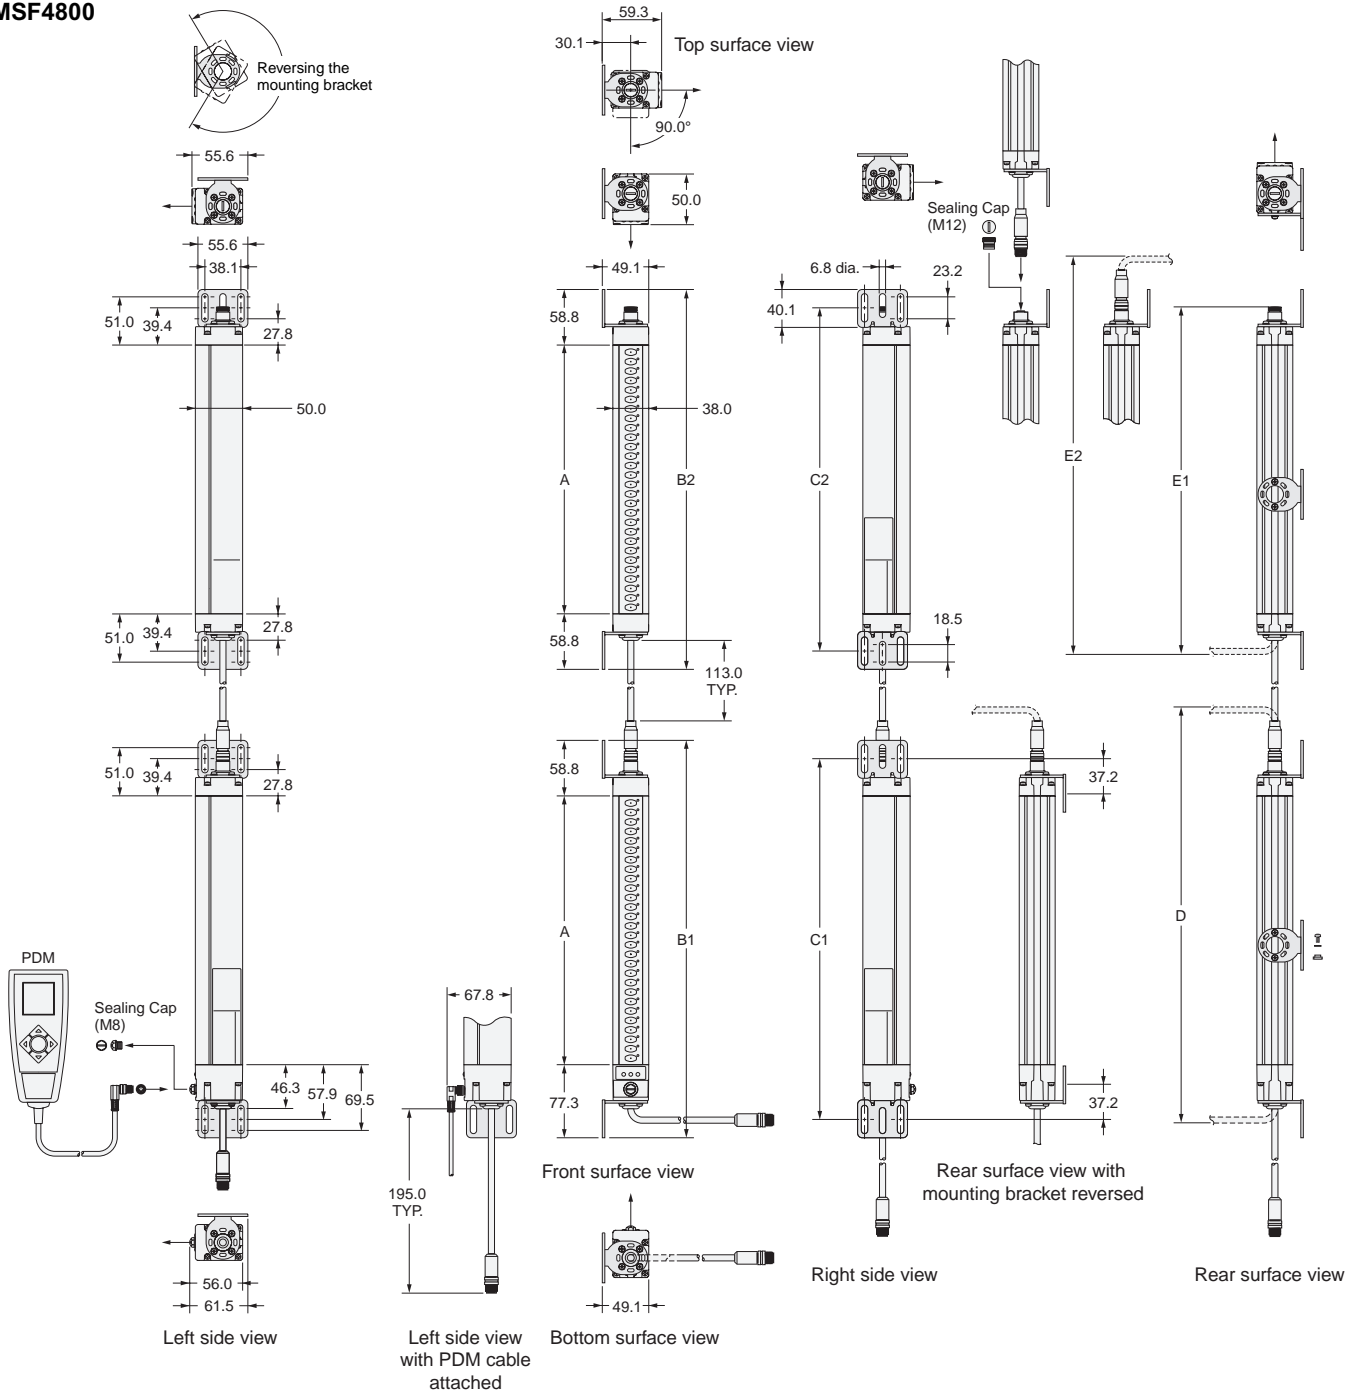 MSF4800
Reversing the
mounting bracket
59.3
30.1
Top surface view
90.0°
55.6
50.0
Sealing Cap
(M12)
55.6
38.1
49.1
6.8 dia.
23.2
51.0
39.4
27.8
58.8
40.1
50.0
38.0
A
B2
C2
E2
E1
51.0
39.4
27.8
58.8
18.5
113.0
TYP.
51.0
39.4
27.8
58.8
37.2
A
B1
C1
D
PDM
Sealing Cap
(M8)
67.8
46.3
57.9
69.5
77.3
37.2
195.0
TYP.
Front surface view
Rear surface view with
mounting bracket reversed
56.0
61.5
49.1
Right side view
Rear surface view
Left side view
Left side view
with PDM cable
attached
Bottom surface view